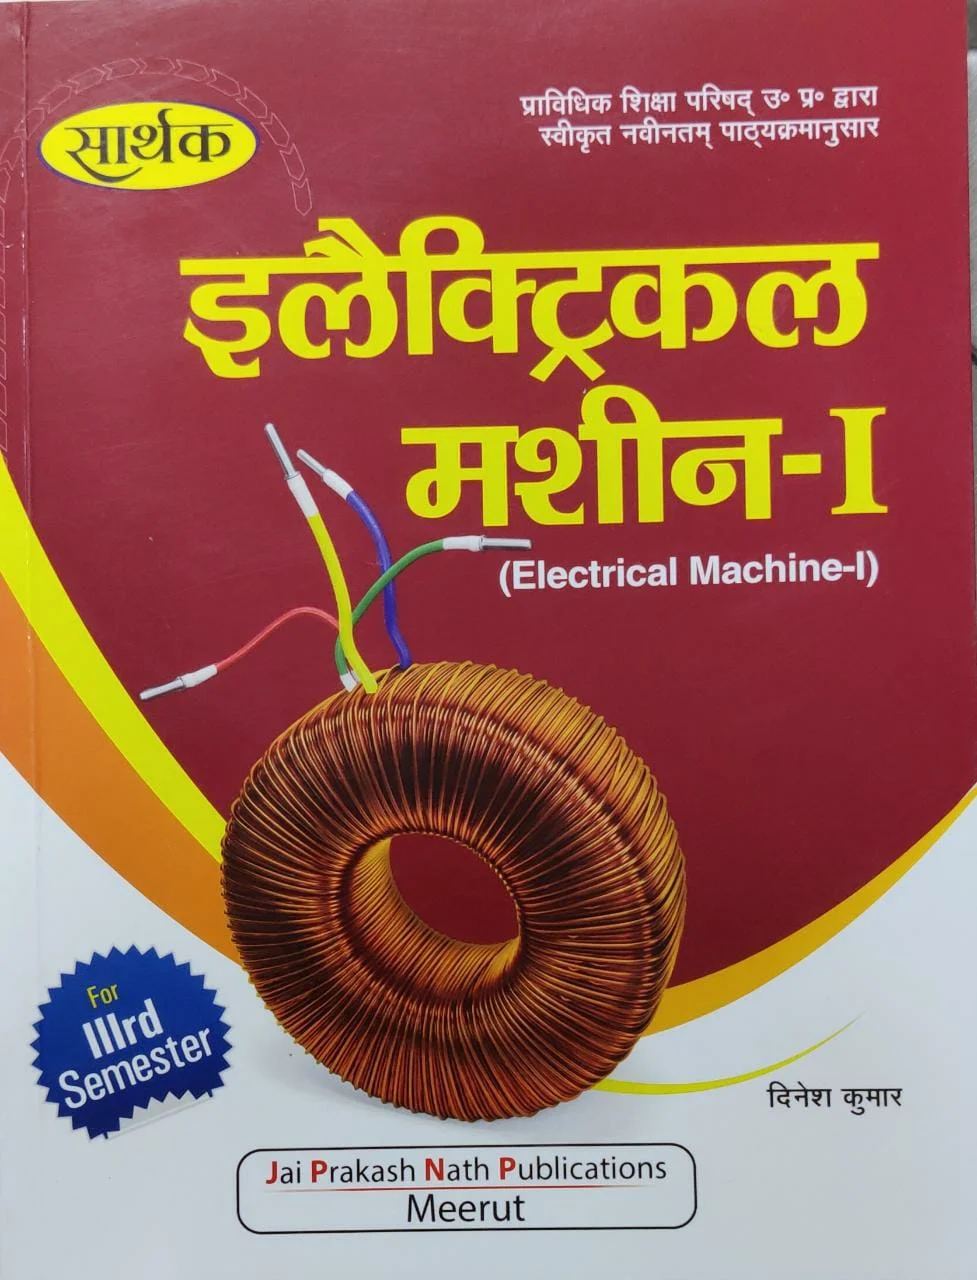 सार्थक
प्राविधिक शिक्षा परिषद् उ॰ प्र॰ द्वारा
स्वीकृत नवीनतम् पाठ्यक्रमानुसार
इलैक्ट्रिकल
मशीन-I
(Electrical Machine-I)
For
IIIrd
Semester
दिनेश कुमार
Jai Prakash Nath Publications
Meerut